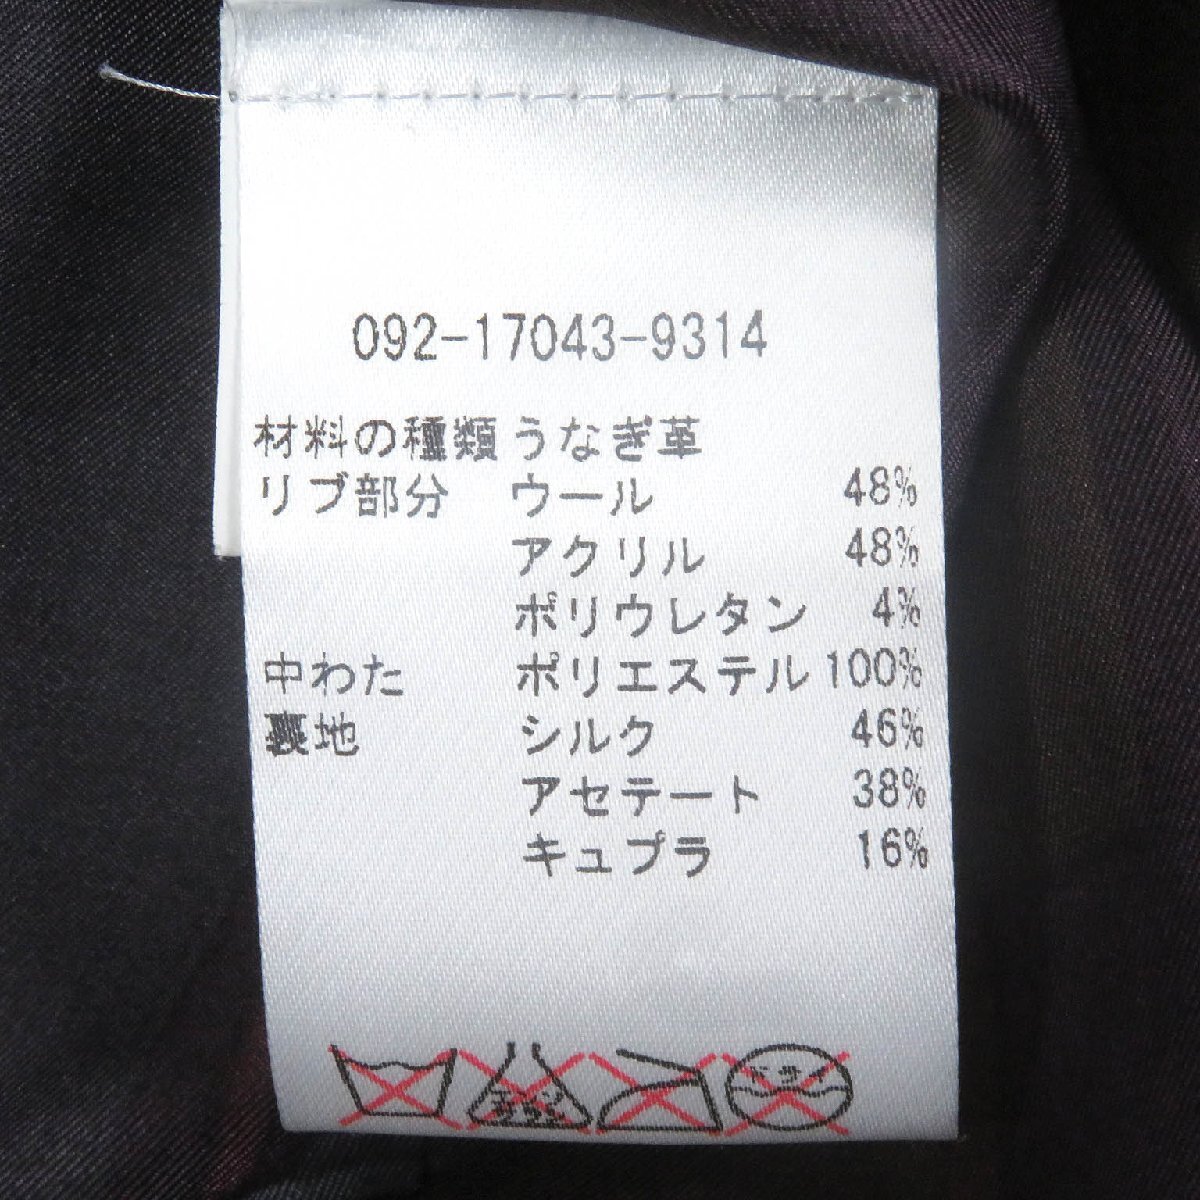 092-17043-9314
材料の種類 うなぎ革
リブ部分 ウール 48%
アクリル 48%
ポリウレタン 4%
中わた ポリエステル 100%
裏地 シルク 46%
アセテート 38%
キュプラ 16%
ドライ